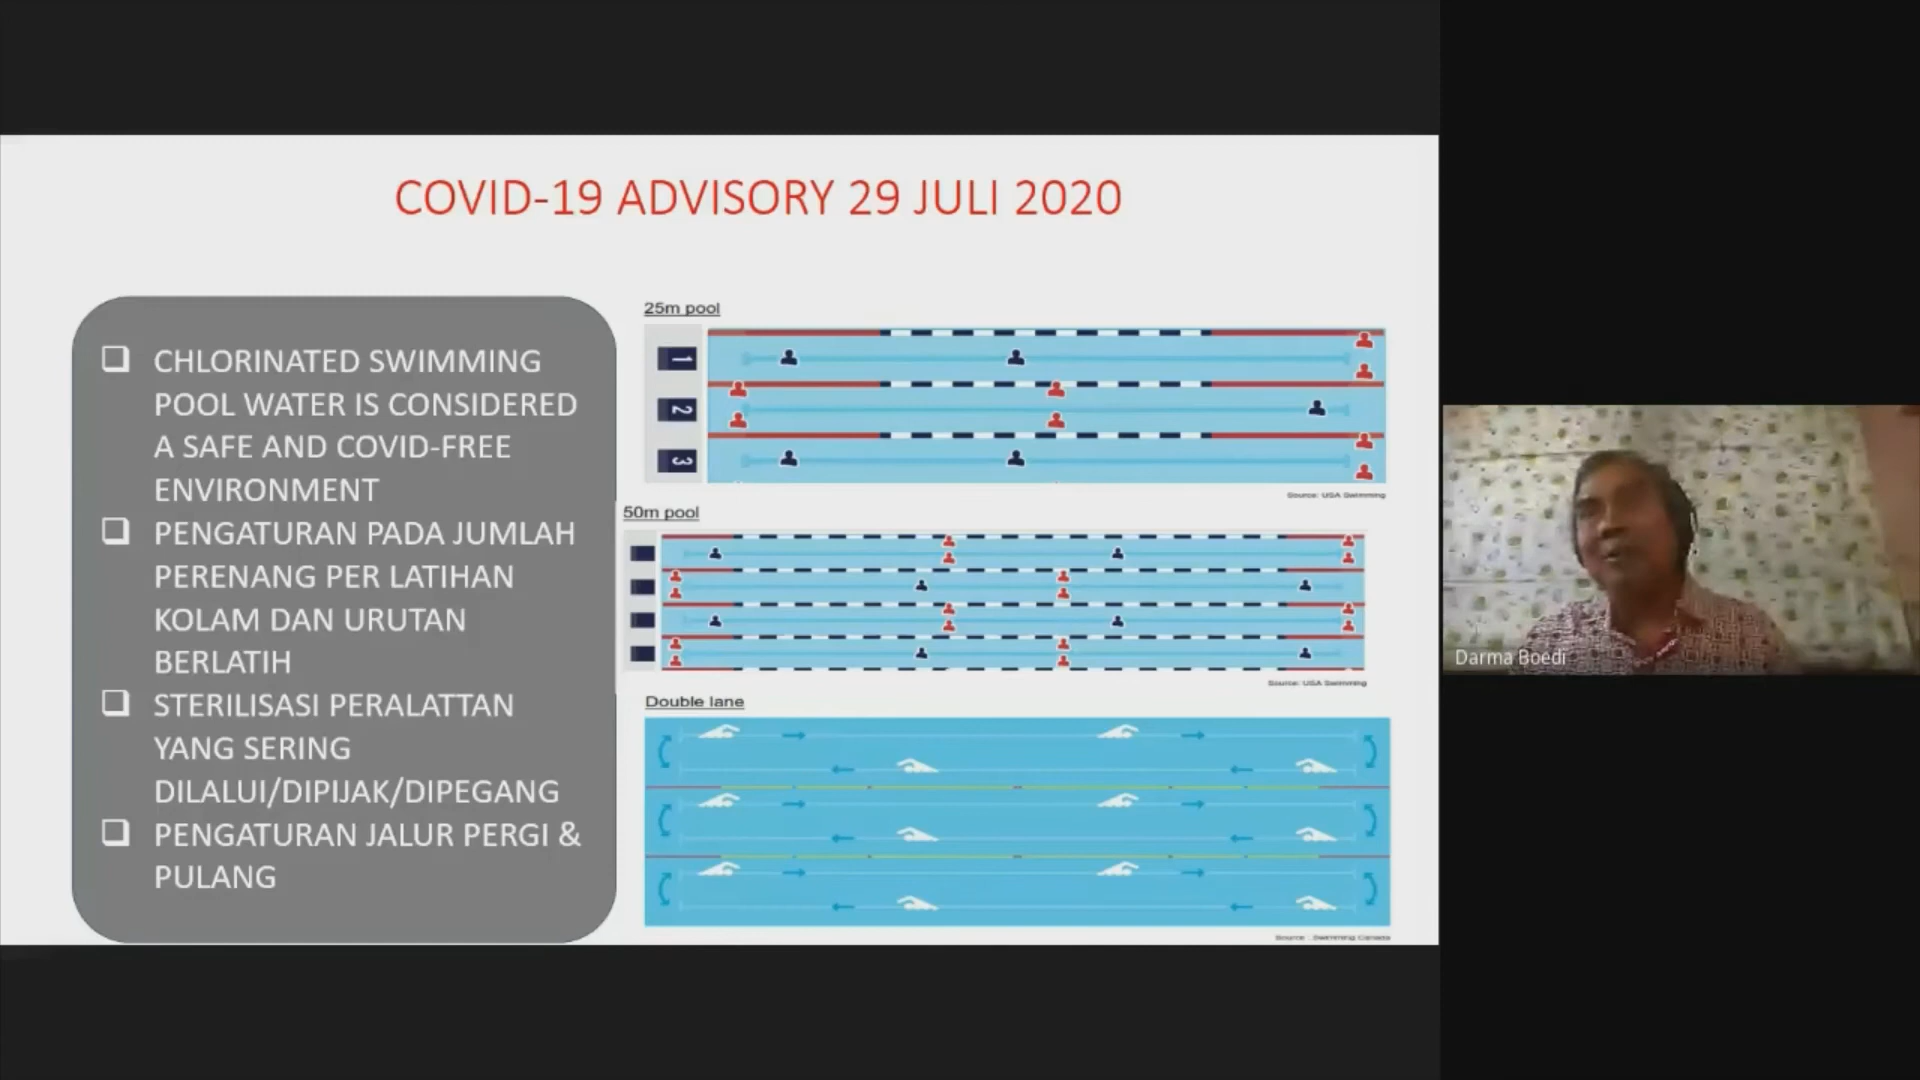 COVID-19 ADVISORY 29 JULI 2020
CHLORINATED SWIMMING
POOL WATER IS CONSIDERED
A SAFE AND COVID-FREE
ENVIRONMENT
PENGATURAN PADA JUMLAH
PERENANG PER LATIHAN
KOLAM DAN URUTAN
BERLATIH
STERILISASI PERALATTAN
YANG SERING
DILALUI/DIPIJAK/DIPEGANG
PENGATURAN JALUR PERGI &
PULANG
25m pool
1
2
3
Source: USA Swimming
50m pool
Source: USA Swimming
Double lane
Source : Swimming Canada
Darma Boedi